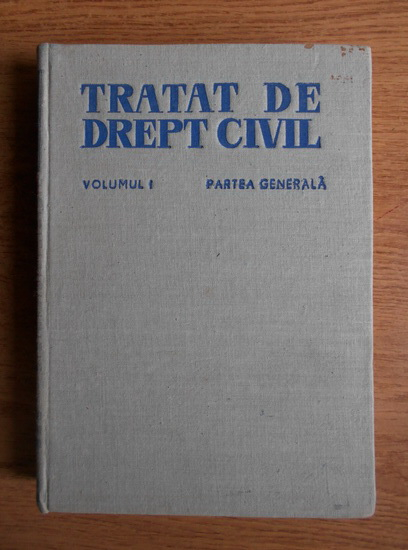 TRATAT DE
DREPT CIVIL
VOLUMUL I PARTEA GENERALĂ